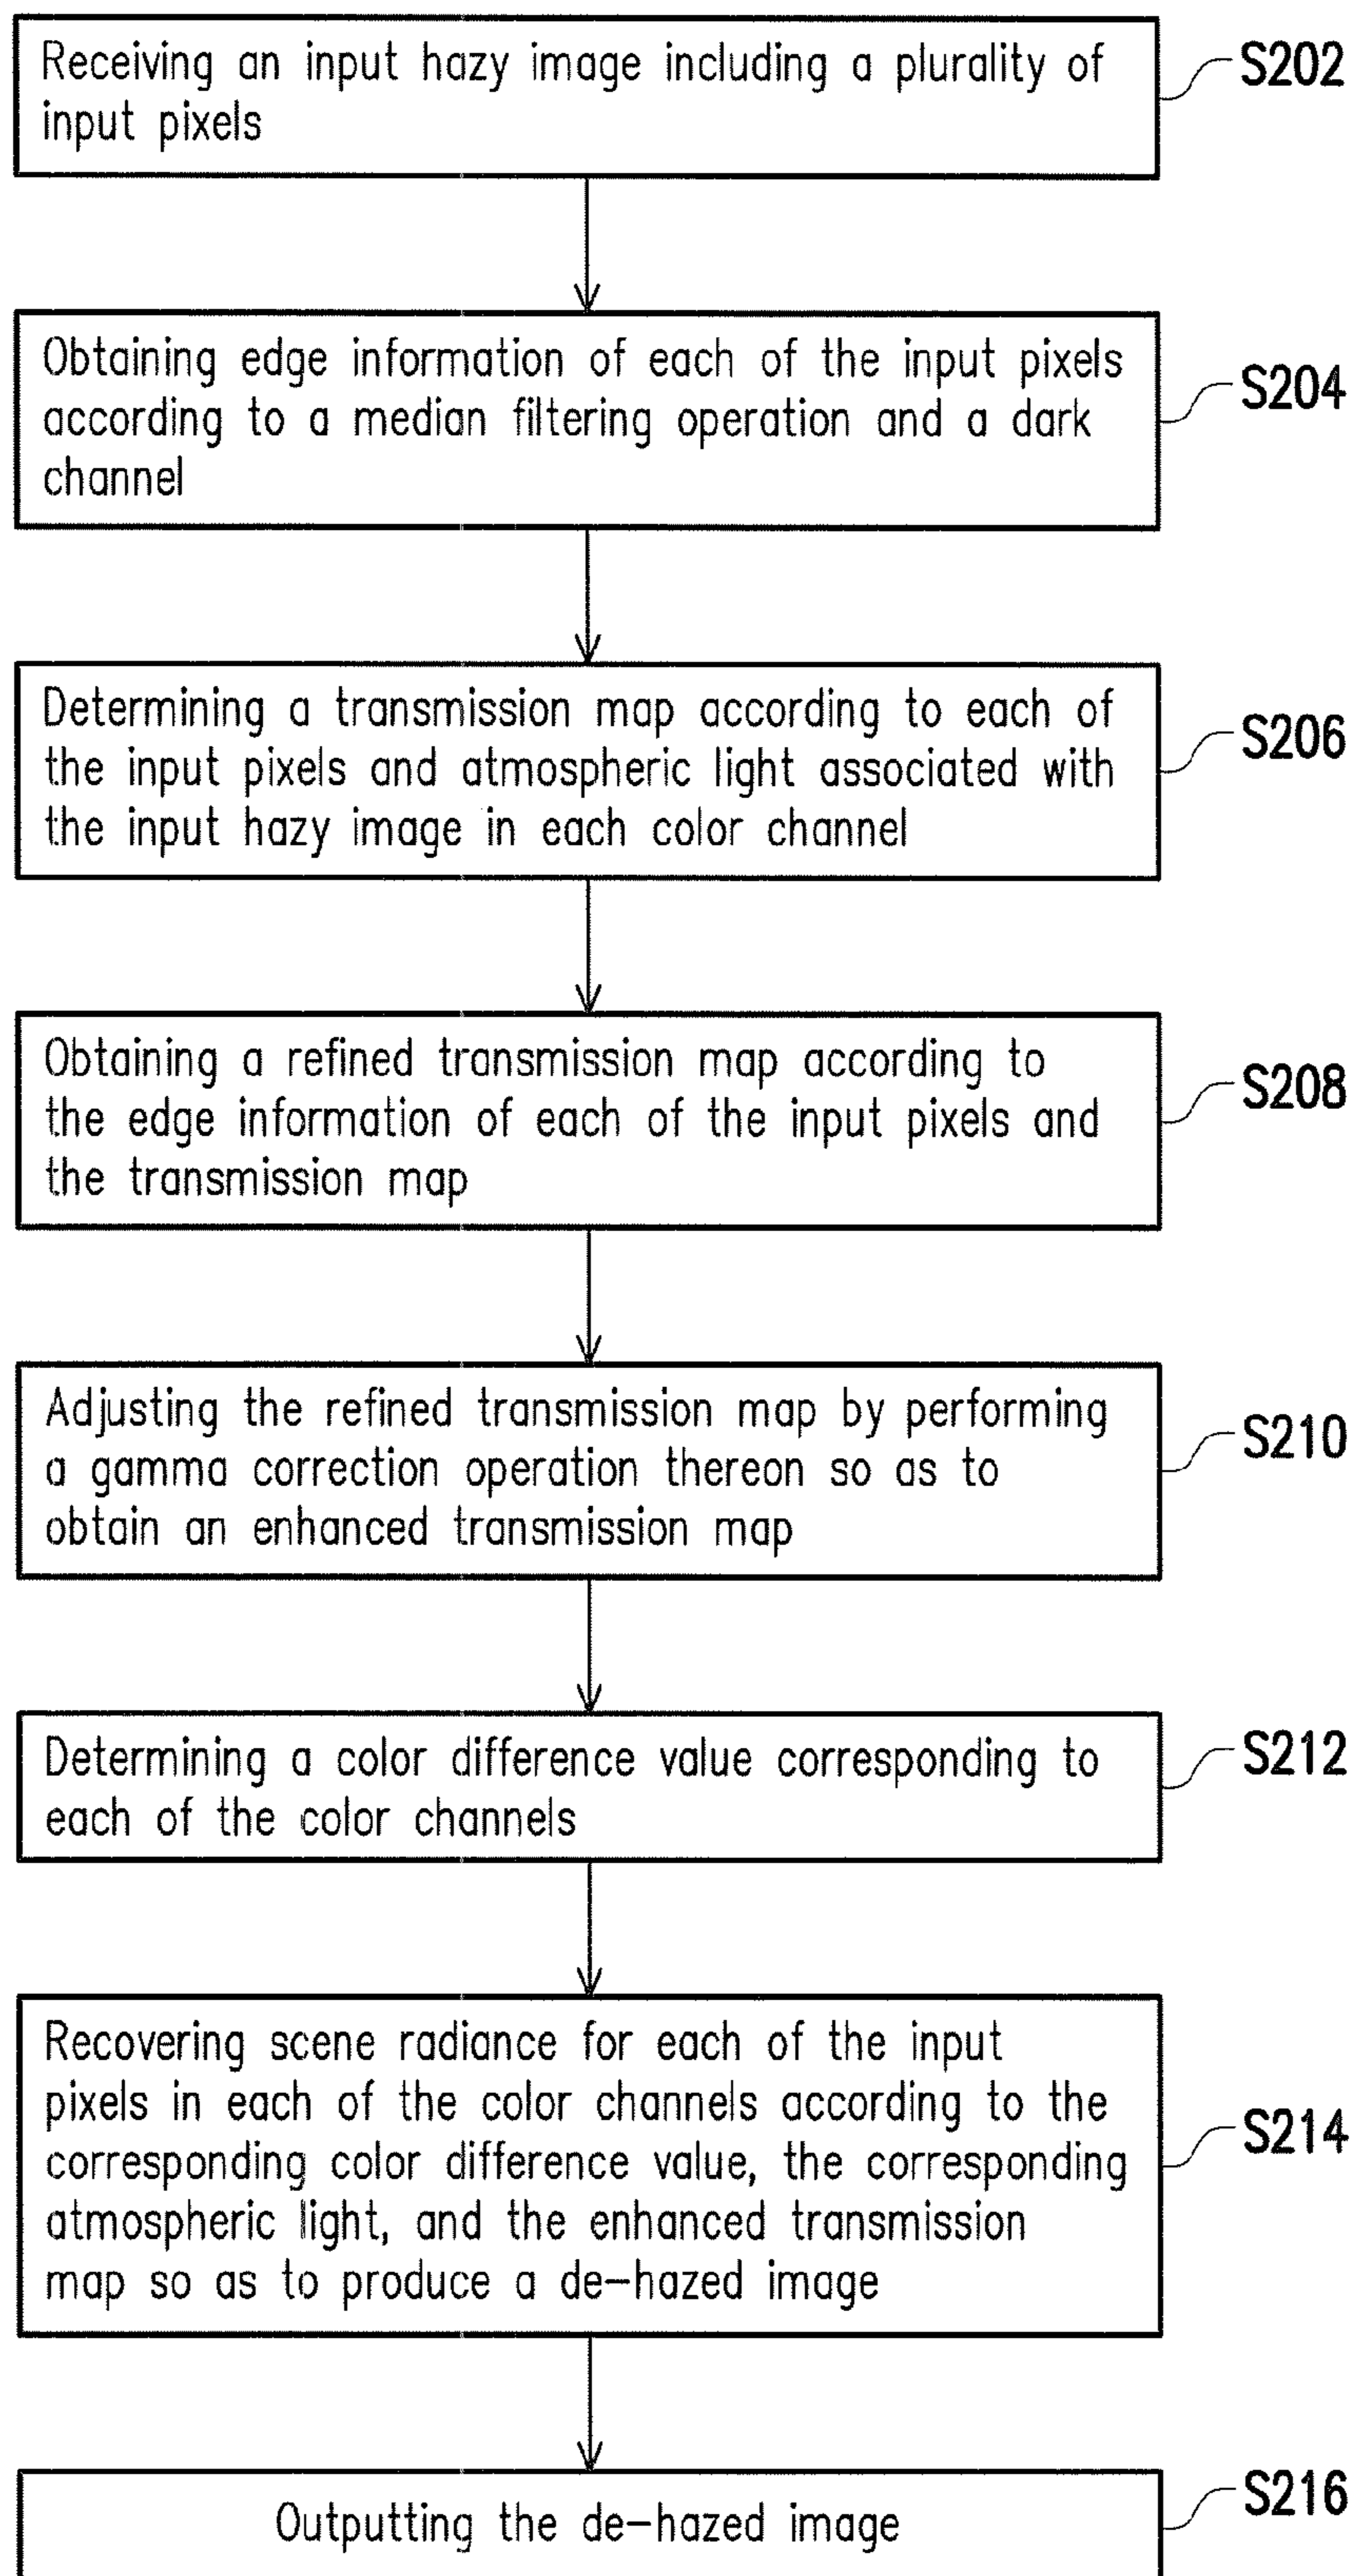 Receiving an input hazy image including a plurality of
input pixels
S202
Obtaining edge information of each of the input pixels
according to a median filtering operation and a dark
channel
S204
Determining a transmission map according to each of
the input pixels and atmospheric light associated with
the input hazy image in each color channel
S206
Obtaining a refined transmission map according to
the edge information of each of the input pixels and
the transmission map
S208
Adjusting the refined transmission map by performing
a gamma correction operation thereon so as to
obtain an enhanced transmission map
S210
Determining a color difference value corresponding to
each of the color channels
S212
Recovering scene radiance for each of the input
pixels in each of the color channels according to the
corresponding color difference value, the corresponding
atmospheric light, and the enhanced transmission
map so as to produce a de-hazed image
S214
Outputting the de-hazed image
S216